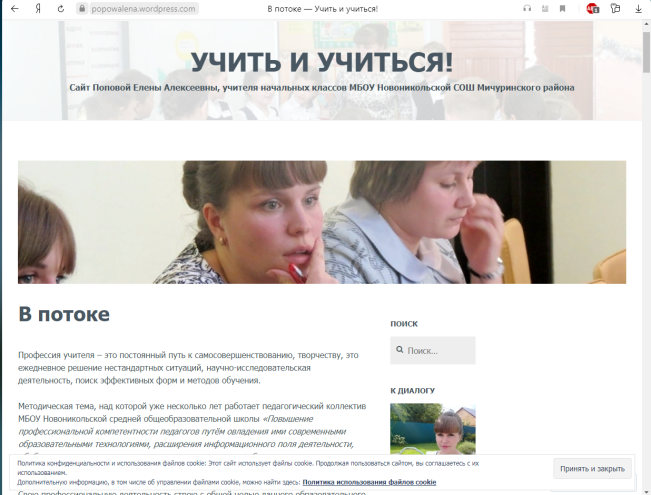 popowalena.wordpress.com
В потоке — Учить и учиться!
УЧИТЬ И УЧИТЬСЯ!
Сайт Поповой Елены Алексеевны, учителя начальных классов МБОУ Новоникольской СОШ Мичуринского района
В потоке
Профессия учителя – это постоянный путь к самосовершенствованию, творчеству, это
ежедневное решение нестандартных ситуаций, научно-исследовательская
деятельность, поиск эффективных форм и методов обучения.
Методическая тема, над которой уже несколько лет работает педагогический коллектив
МБОУ Новоникольской средней общеобразовательной школы «Повышение
профессиональной компетентности педагогов путём овладения ими современными
образовательными технологиями, расширения информационного поля деятельности,
ПОИСК
Поиск...
К ДИАЛОГУ
Политика конфиденциальности и использования файлов сookie: Этот сайт использует файлы cookie. Продолжая пользоваться сайтом, вы соглашаетесь с их
использованием.
Дополнительную информацию, в том числе об управлении файлами cookie, можно найти здесь: Политика использования файлов cookie
Принять и закрыть
Свою профессиональную деятельность строю с общей целью данного образовательного